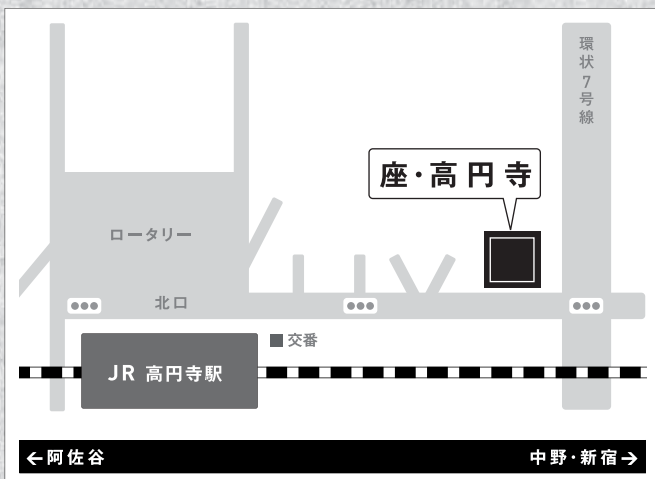 環状7号線
座・高円寺
ロータリー
北口
交番
JR 高円寺駅
←阿佐谷
中野・新宿→